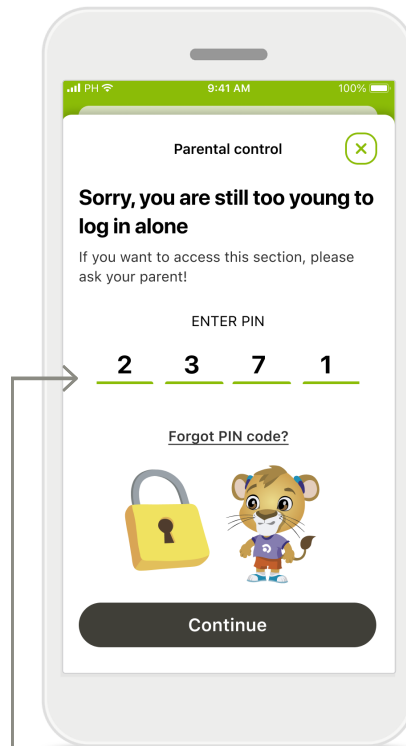 PH 9:41 AM 100%
Parental control
Sorry, you are still too young to
log in alone
If you want to access this section, please
ask your parent!
ENTER PIN
2 3 7 1
Forgot PIN code?
Continue